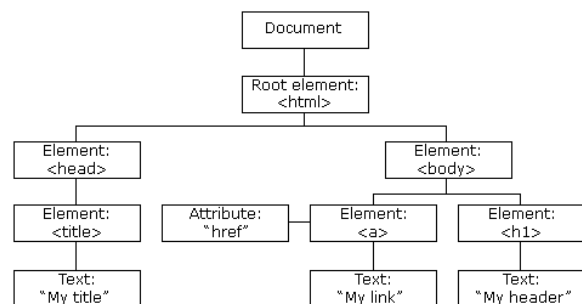 Document
Root element:
<html>
Element:
<head>
Element:
<body>
Element:
<title>
Attribute:
"href"
Element:
<a>
Element:
<h1>
Text:
"My title"
Text:
"My link"
Text:
"My header"